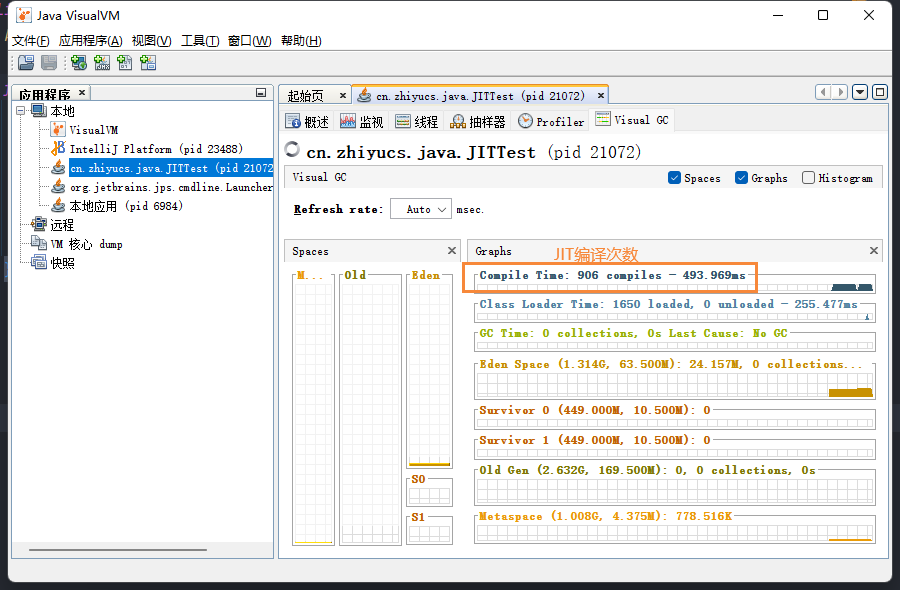 Java VisualVM
文件(F) 应用程序(A) 视图(V) 工具(T) 窗口(W) 帮助(H)
应用程序 ×
本地
VisualVM
IntelliJ Platform (pid 23488)
cn.zhiyucs.java.JITTest (pid 21072
org.jetbrains.jps.cmdline.Launcher
本地应用 (pid 6984)
远程
VM 核心 dump
快照
起始页 × cn.zhiyucs.java.JITTest (pid 21072) ×
概述 监视 线程 抽样器 Profiler Visual GC
cn.zhiyucs.java.JITTest (pid 21072)
Visual GC Spaces Graphs Histogram
Refresh rate: Auto msec.
Spaces ×
M... Old Eden
S0
S1
Graphs JIT编译次数 ×
Compile Time: 906 compiles - 493.969ms
Class Loader Time: 1650 loaded, 0 unloaded - 255.477ms
GC Time: 0 collections, 0s Last Cause: No GC
Eden Space (1.314G, 63.500M): 24.157M, 0 collections...
Survivor 0 (449.000M, 10.500M): 0
Survivor 1 (449.000M, 10.500M): 0
Old Gen (2.632G, 169.500M): 0, 0 collections, 0s
Metaspace (1.008G, 4.375M): 778.516K